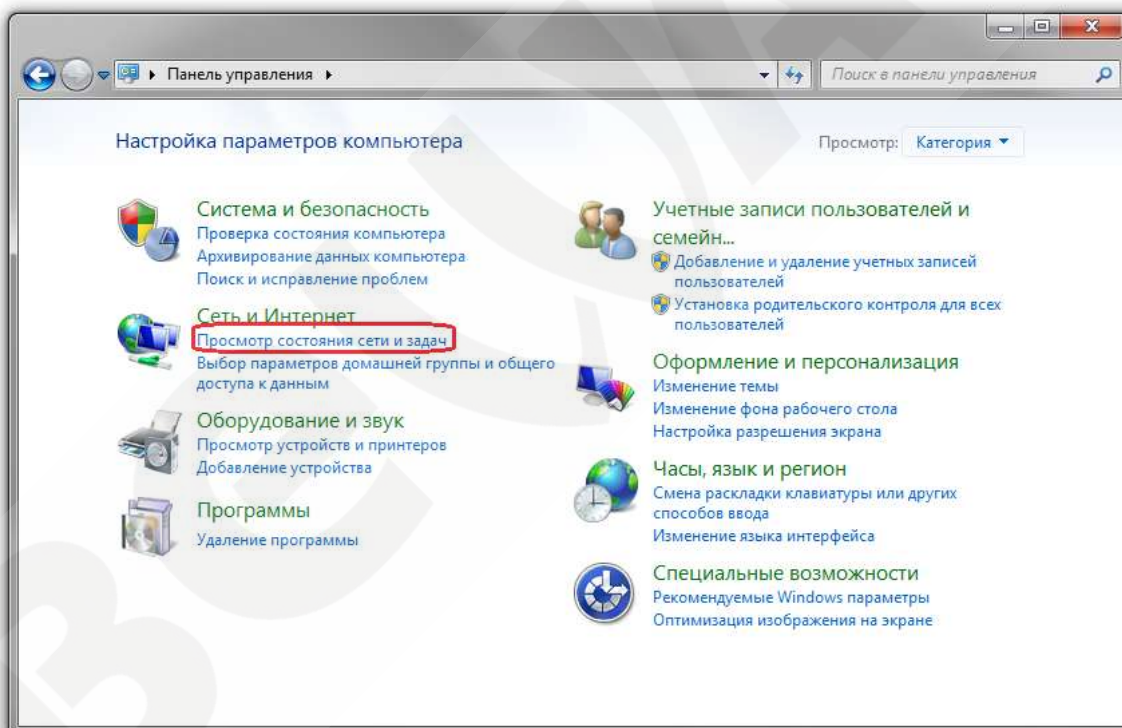 Панель управления
Поиск в панели управления
Настройка параметров компьютера
Просмотр: Категория
Система и безопасность
Проверка состояния компьютера
Архивирование данных компьютера
Поиск и исправление проблем
Сеть и Интернет
Просмотр состояния сети и задач
Выбор параметров домашней группы и общего
доступа к данным
Оборудование и звук
Просмотр устройств и принтеров
Добавление устройства
Программы
Удаление программы
Учетные записи пользователей и
семейн...
Добавление и удаление учетных записей
пользователей
Установка родительского контроля для всех
пользователей
Оформление и персонализация
Изменение темы
Изменение фона рабочего стола
Настройка разрешения экрана
Часы, язык и регион
Смена раскладки клавиатуры или других
способов ввода
Изменение языка интерфейса
Специальные возможности
Рекомендуемые Windows параметры
Оптимизация изображения на экране